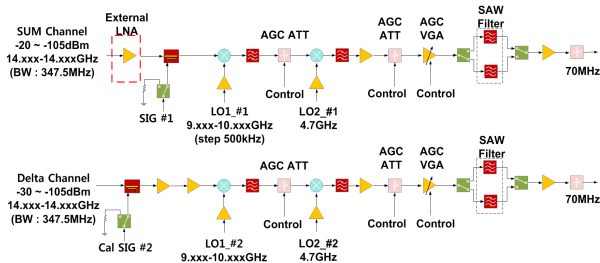 External
LNA
SUM Channel
-20 ~ -105dBm
14.xxx-14.xxxGHz
(BW : 347.5MHz)
SIG #1
LO1_#1
9.xxx-10.xxxGHz
(step 500kHz)
AGC ATT
Control
LO2_#1
4.7GHz
AGC
ATT
Control
AGC
VGA
Control
SAW
Filter
70MHz
Delta Channel
-30 ~ -105dBm
14.xxx-14.xxxGHz
(BW : 347.5MHz)
Cal SIG #2
LO1_#2
9.xxx-10.xxxGHz
AGC ATT
Control
LO2_#2
4.7GHz
AGC
ATT
Control
AGC
VGA
Control
SAW
Filter
70MHz